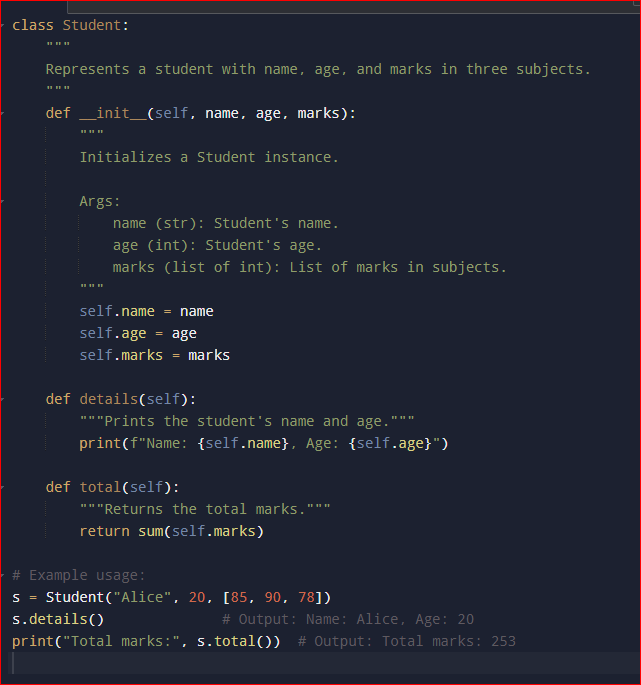 class Student:
    """
    Represents a student with name, age, and marks in three subjects.
    """
    def __init__(self, name, age, marks):
        """
        Initializes a Student instance.

        Args:
            name (str): Student's name.
            age (int): Student's age.
            marks (list of int): List of marks in subjects.
        """
        self.name = name
        self.age = age
        self.marks = marks

    def details(self):
        """Prints the student's name and age."""
        print(f"Name: {self.name}, Age: {self.age}")

    def total(self):
        """Returns the total marks."""
        return sum(self.marks)

# Example usage:
s = Student("Alice", 20, [85, 90, 78])
s.details()              # Output: Name: Alice, Age: 20
print("Total marks:", s.total())  # Output: Total marks: 253